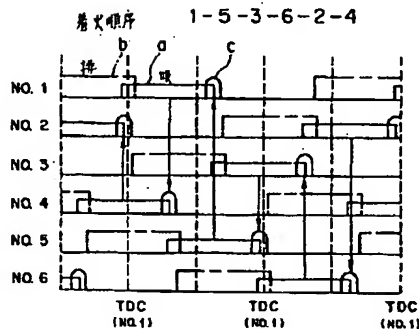 着火順序 1-5-3-6-2-4
b a c
排 吸
NO. 1
NO. 2
NO. 3
NO. 4
NO. 5
NO. 6
TDC TDC TDC
(NO.1) (NO.1) (NO.1)